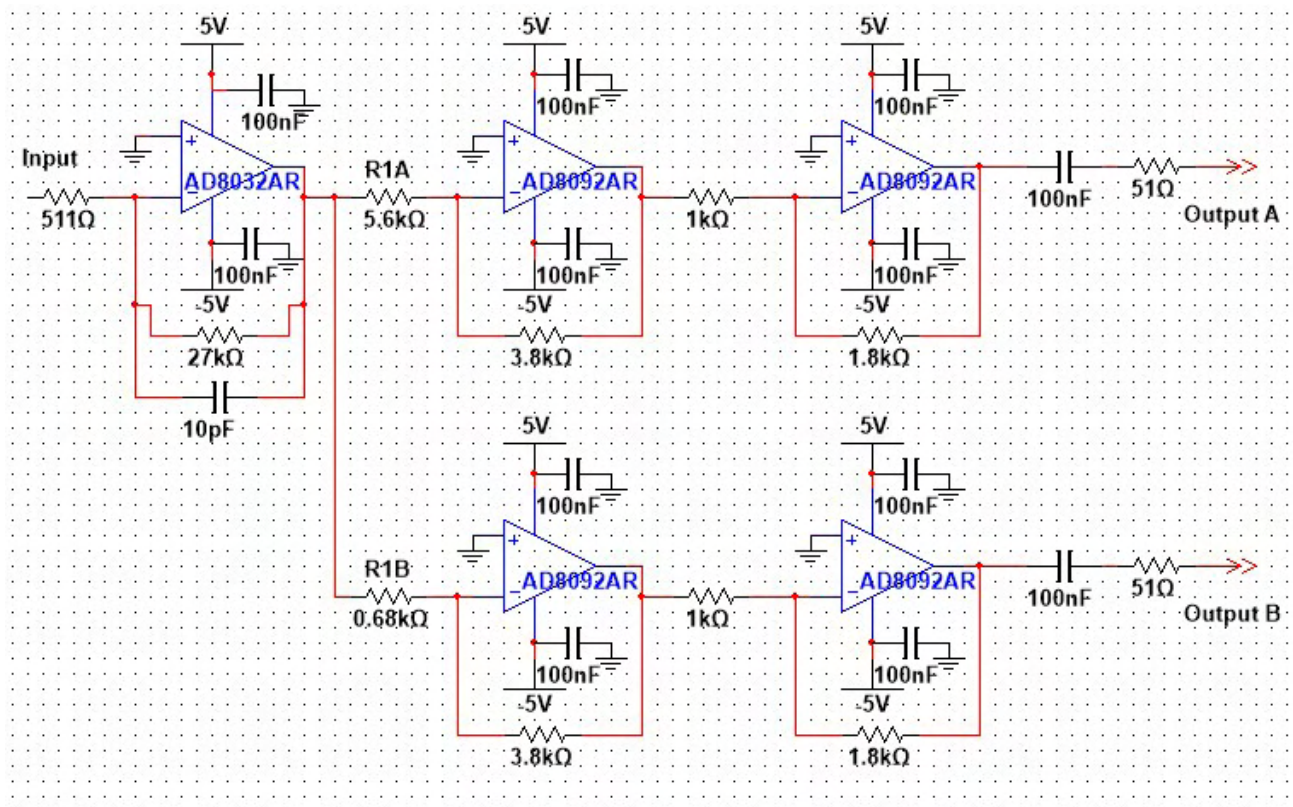 5V
5V
5V
100nF
100nF
100nF
+
+
+
Input
AD8032AR
R1A
AD8092AR
AD8092AR
511Ω
5.6kΩ
1kΩ
100nF
51Ω
Output A
100nF
100nF
100nF
-5V
-5V
-5V
27kΩ
3.8kΩ
1.8kΩ
10pF
5V
5V
100nF
100nF
+
+
R1B
AD8092AR
AD8092AR
0.68kΩ
1kΩ
100nF
51Ω
Output B
100nF
100nF
-5V
-5V
3.8kΩ
1.8kΩ